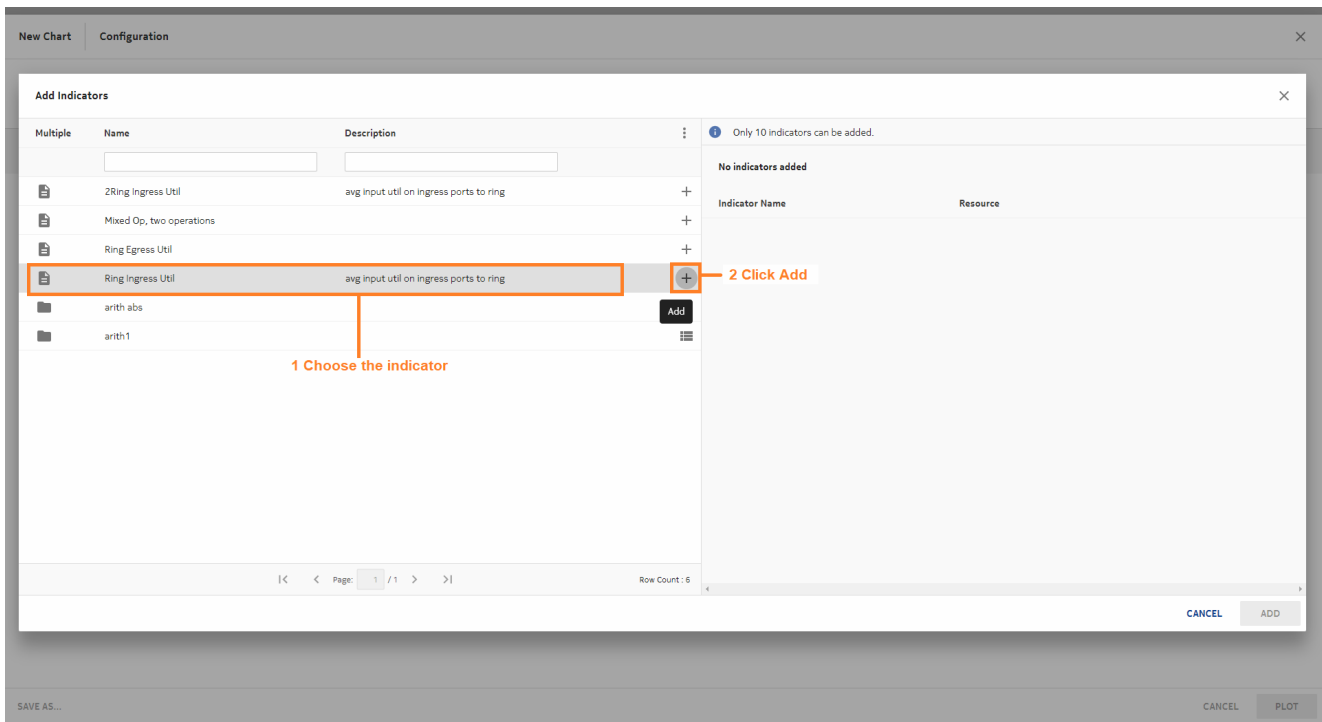 New Chart Configuration
Add Indicators
Multiple Name Description
Only 10 indicators can be added.
No indicators added
2Ring Ingress Util avg input util on ingress ports to ring
Indicator Name Resource
Mixed Op, two operations
Ring Egress Util
Ring Ingress Util avg input util on ingress ports to ring
2 Click Add
arith abs
Add
arith1
1 Choose the indicator
Page: 1 / 1
Row Count : 6
CANCEL ADD
SAVE AS... CANCEL PLOT